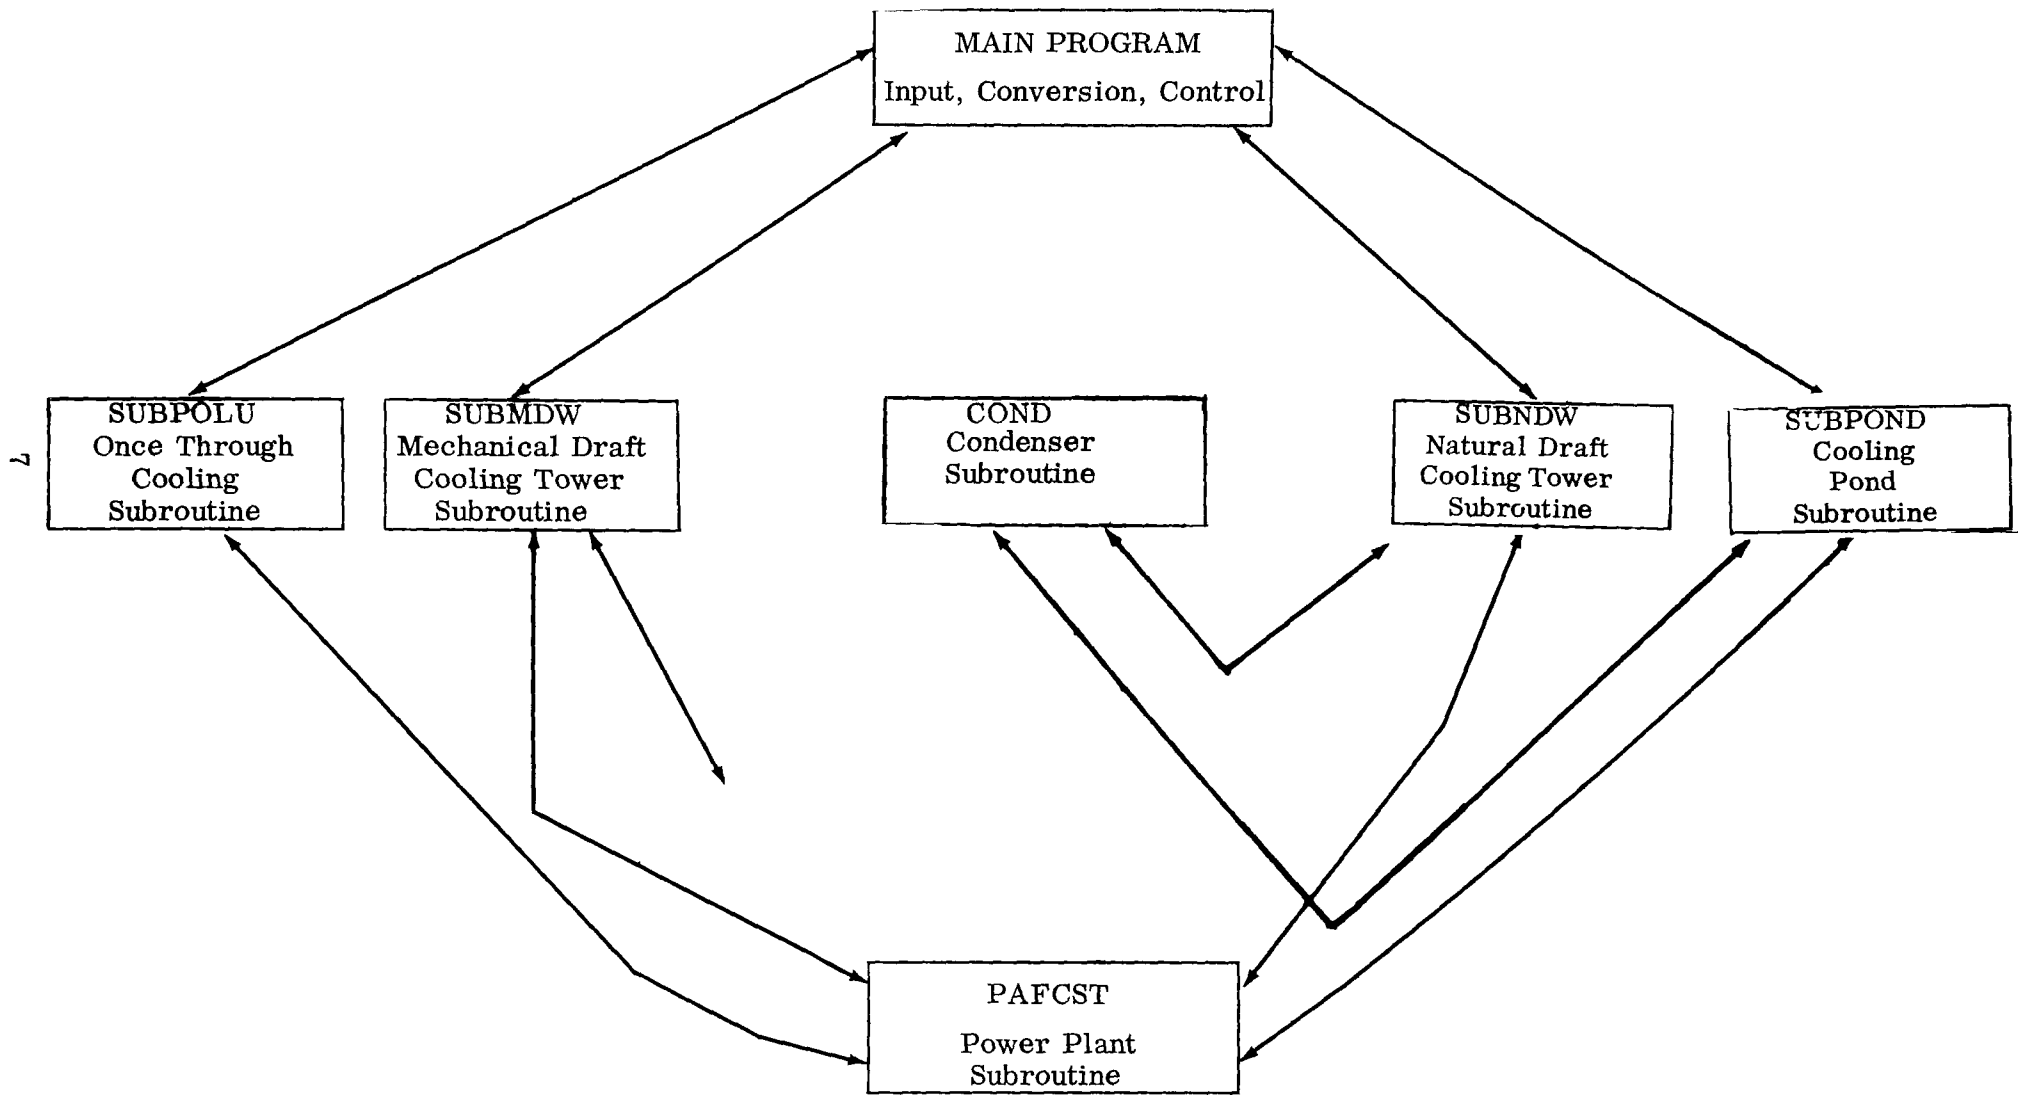 MAIN PROGRAM
Input, Conversion, Control
SUBPOLU
Once Through
Cooling
Subroutine
SUBMDW
Mechanical Draft
Cooling Tower
Subroutine
COND
Condenser
Subroutine
SUBNDW
Natural Draft
Cooling Tower
Subroutine
SUBPOND
Cooling
Pond
Subroutine
7
PAFCST
Power Plant
Subroutine